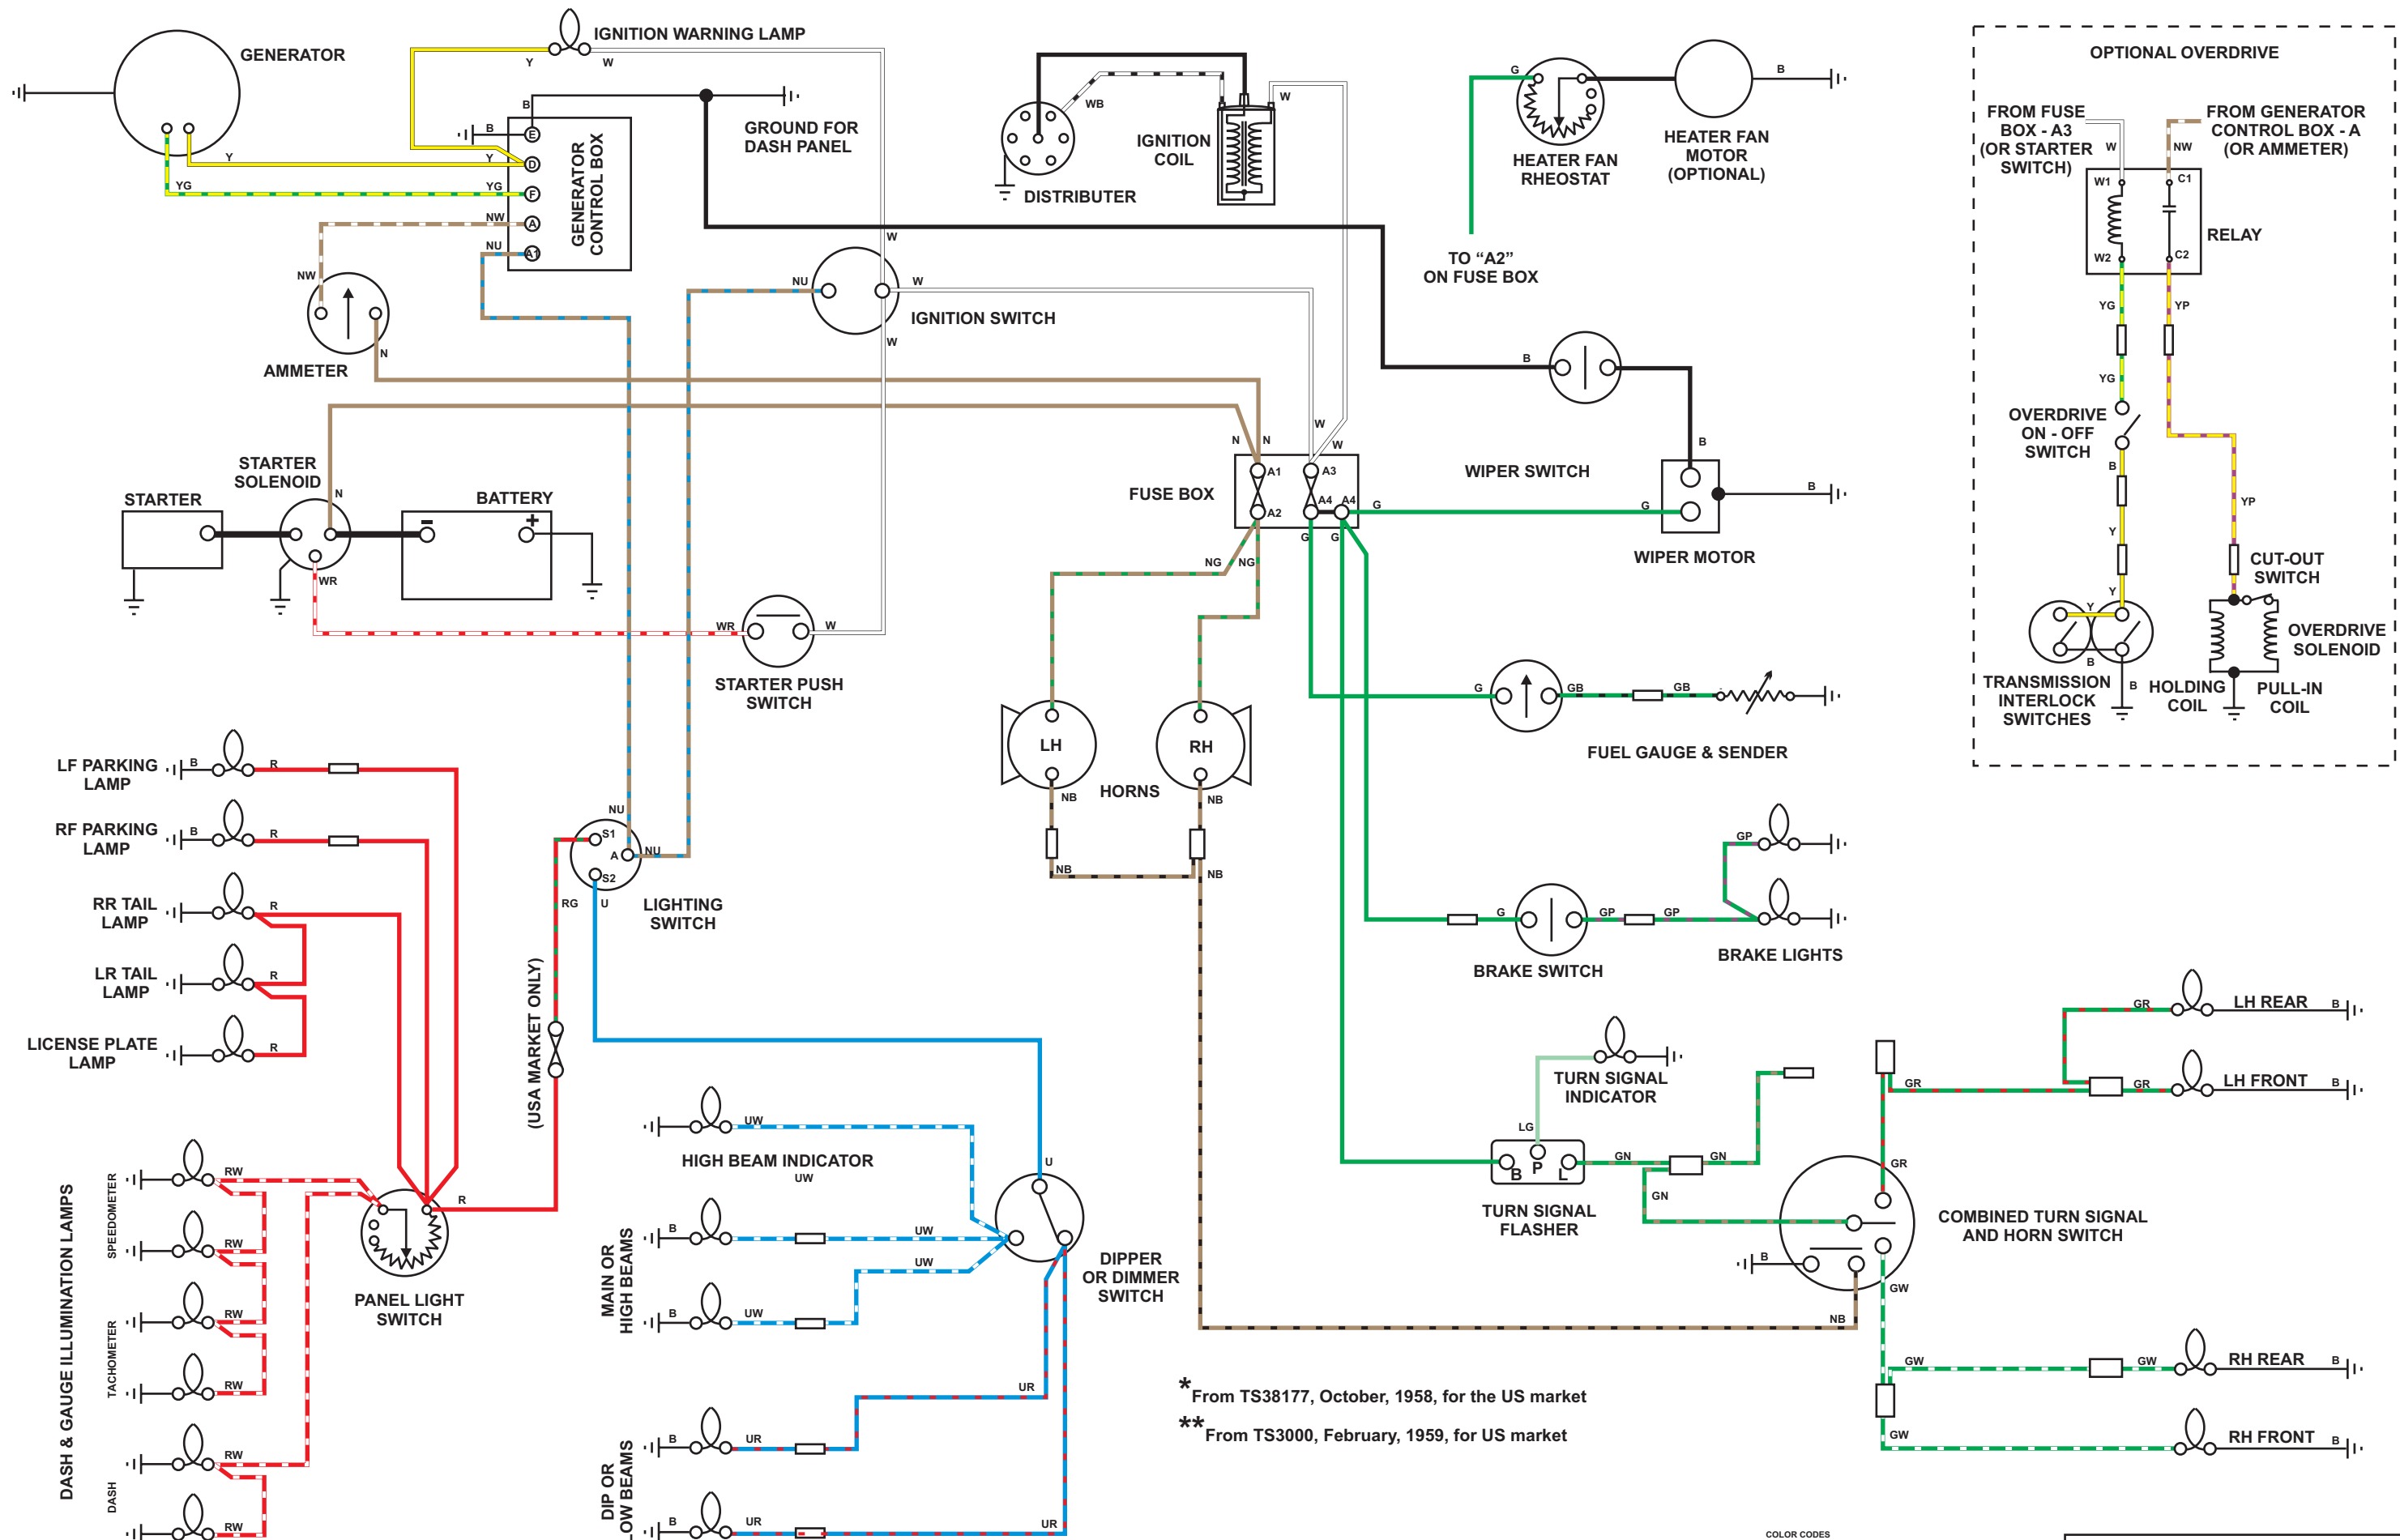 IGNITION WARNING LAMP
GENERATOR
Y
W
B
E
B
GROUND FOR
DASH PANEL
Y
Y
D
YG
YG
F
NW
A
NU
A1
GENERATOR
CONTROL BOX
NW
N
AMMETER
W
NU
W
IGNITION SWITCH
W
WB
W
IGNITION
COIL
DISTRIBUTER
G
B
HEATER FAN
RHEOSTAT
HEATER FAN
MOTOR
(OPTIONAL)
TO “A2”
ON FUSE BOX
OPTIONAL OVERDRIVE
FROM FUSE
BOX - A3
(OR STARTER
SWITCH)
W
FROM GENERATOR
CONTROL BOX - A
(OR AMMETER)
NW
W1
C1
RELAY
W2
C2
YG
YP
YG
OVERDRIVE
ON - OFF
SWITCH
B
Y
YP
CUT-OUT
SWITCH
Y
Y
B
B
OVERDRIVE
SOLENOID
TRANSMISSION
INTERLOCK
SWITCHES
HOLDING
COIL
PULL-IN
COIL
B
WIPER SWITCH
B
B
G
G
WIPER MOTOR
STARTER
SOLENOID
N
STARTER
BATTERY
-
+
WR
WR
W
STARTER PUSH
SWITCH
N
N
W
W
FUSE BOX
A1
A3
A2
A4
A4
NG
NG
G
G
LH
RH
HORNS
NB
NB
NB
NB
G
GB
GB
FUEL GAUGE & SENDER
GP
G
GP
GP
BRAKE SWITCH
BRAKE LIGHTS
LF PARKING
LAMP
B
R
RF PARKING
LAMP
B
R
RR TAIL
LAMP
R
LR TAIL
LAMP
R
LICENSE PLATE
LAMP
R
NU
S1
A
NU
S2
RG
U
LIGHTING
SWITCH
(USA MARKET ONLY)
R
DASH & GAUGE ILLUMINATION LAMPS
SPEEDOMETER
RW
RW
TACHOMETER
RW
RW
DASH
RW
RW
PANEL LIGHT
SWITCH
UW
HIGH BEAM INDICATOR
UW
MAIN OR
HIGH BEAMS
B
UW
UW
B
UW
U
DIPPER
OR DIMMER
SWITCH
DIP OR
LOW BEAMS
UR
B
UR
B
UR
UR
TURN SIGNAL
INDICATOR
LG
B
P
L
GN
GN
GN
TURN SIGNAL
FLASHER
GR
LH REAR
B
GR
GR
LH FRONT
B
GR
COMBINED TURN SIGNAL
AND HORN SWITCH
B
GW
NB
GW
GW
RH REAR
B
GW
RH FRONT
B
*From TS38177, October, 1958, for the US market
**From TS3000, February, 1959, for US market
COLOR CODES